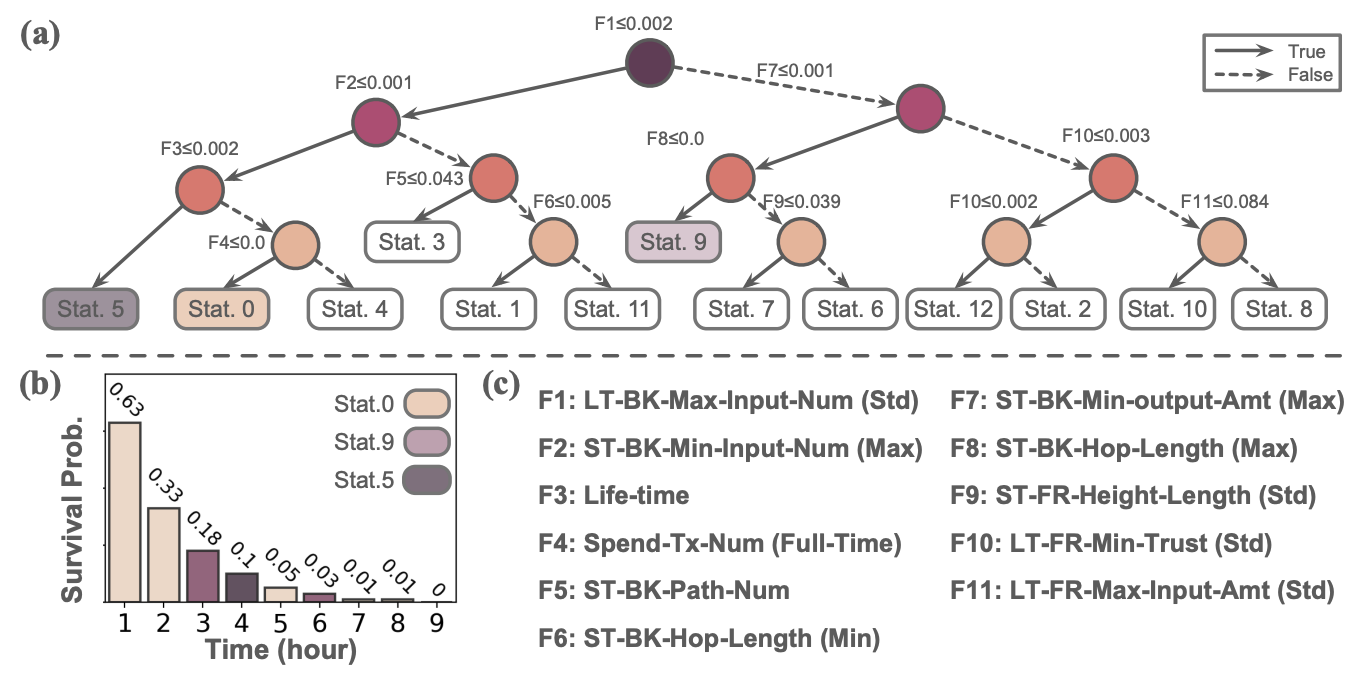 (a)
F1≤0.002
True
False
F7≤0.001
F2≤0.001
F10≤0.003
F8≤0.0
F3≤0.002
F5≤0.043
F6≤0.005
F9≤0.039
F10≤0.002
F11≤0.084
F4≤0.0
Stat. 3
Stat. 9
Stat. 5
Stat. 0
Stat. 4
Stat. 1
Stat. 11
Stat. 7
Stat. 6
Stat. 12
Stat. 2
Stat. 10
Stat. 8
(b)
Survival Prob.
0.63
0.33
0.18
0.1
0.05
0.03
0.01
0.01
0
Stat.0
Stat.9
Stat.5
1 2 3 4 5 6 7 8 9
Time (hour)
(c)
F1: LT-BK-Max-Input-Num (Std)
F2: ST-BK-Min-Input-Num (Max)
F3: Life-time
F4: Spend-Tx-Num (Full-Time)
F5: ST-BK-Path-Num
F6: ST-BK-Hop-Length (Min)
F7: ST-BK-Min-output-Amt (Max)
F8: ST-BK-Hop-Length (Max)
F9: ST-FR-Height-Length (Std)
F10: LT-FR-Min-Trust (Std)
F11: LT-FR-Max-Input-Amt (Std)